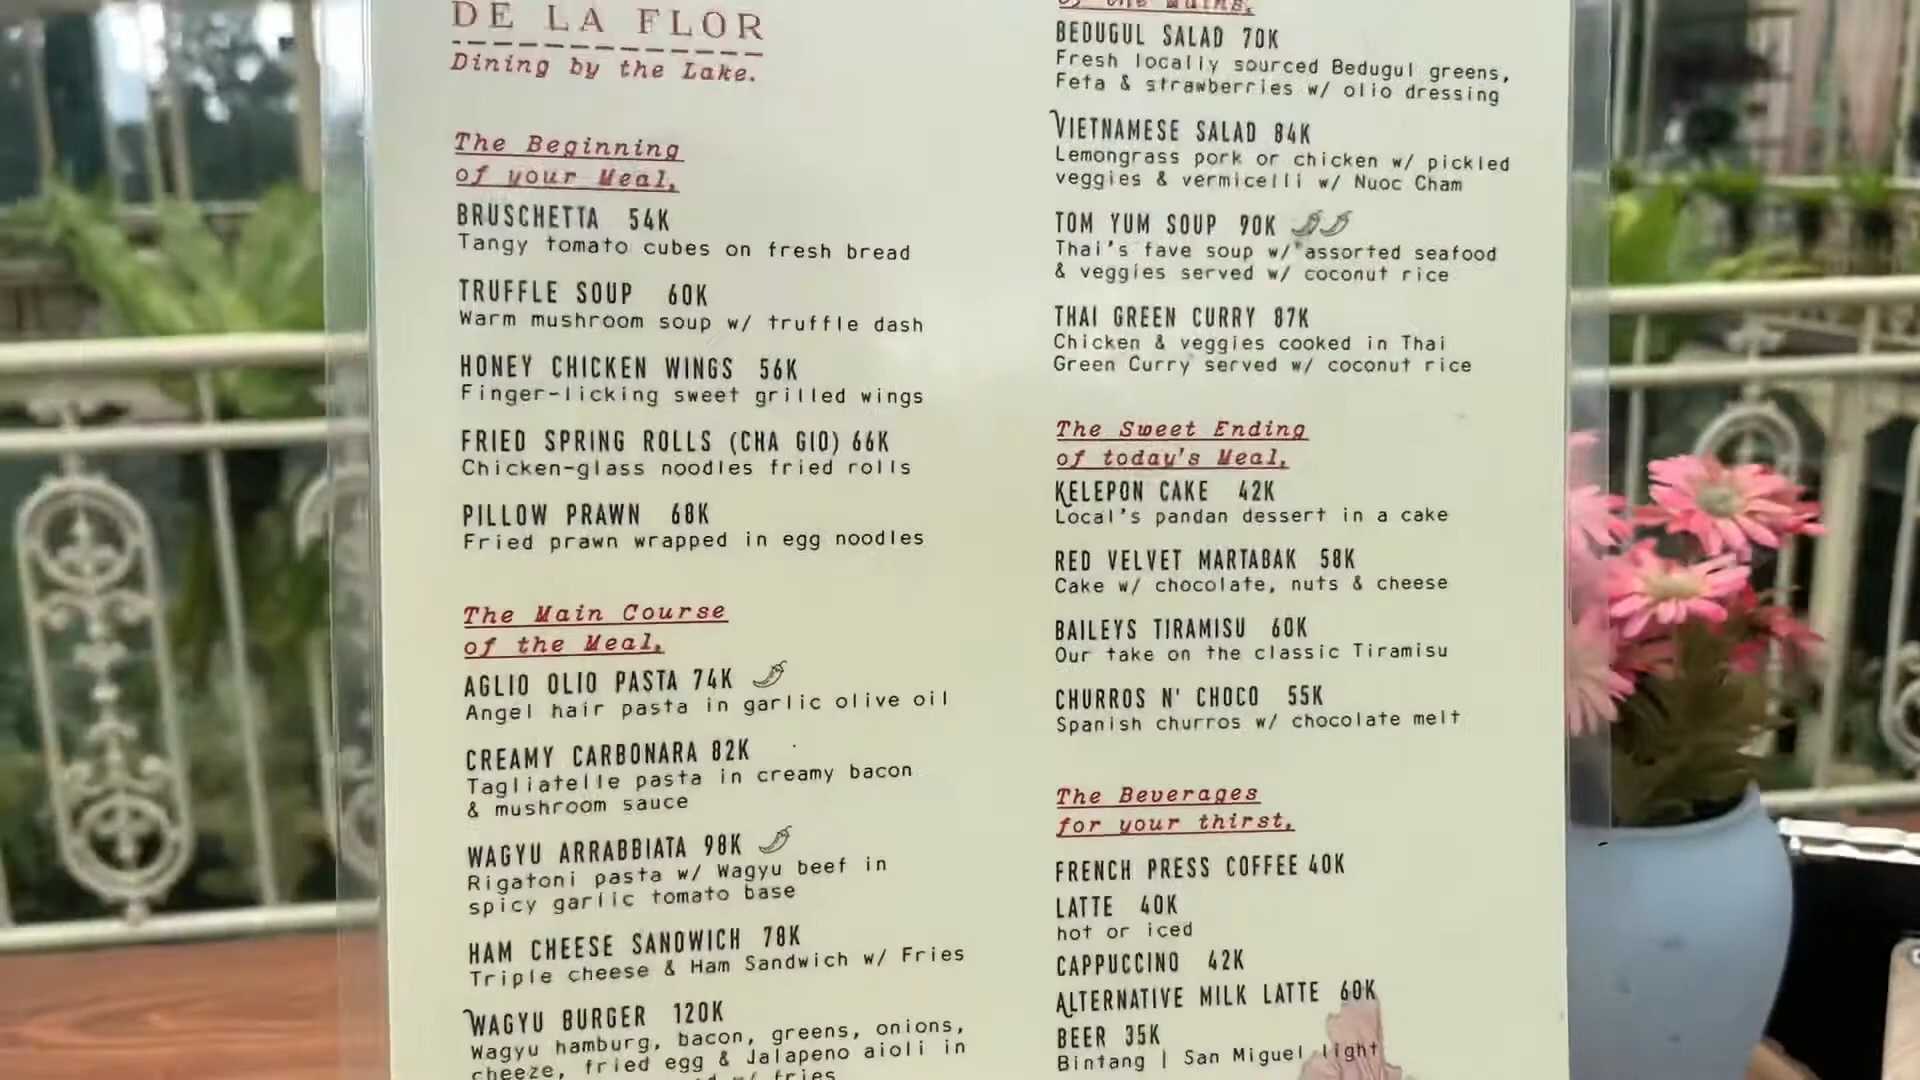 DE LA FLOR
Dining by the Lake.
The Beginning
of your Meal,
BRUSCHETTA 54K
Tangy tomato cubes on fresh bread
TRUFFLE SOUP 60K
Warm mushroom soup w/ truffle dash
HONEY CHICKEN WINGS 56K
Finger-licking sweet grilled wings
FRIED SPRING ROLLS (CHA GIO) 66K
Chicken-glass noodles fried rolls
PILLOW PRAWN 68K
Fried prawn wrapped in egg noodles
The Main Course
of the Meal,
AGLIO OLIO PASTA 74K
Angel hair pasta in garlic olive oil
CREAMY CARBONARA 82K
Tagliatelle pasta in creamy bacon
& mushroom sauce
WAGYU ARRABBIATA 98K
Rigatoni pasta w/ Wagyu beef in
spicy garlic tomato base
HAM CHEESE SANDWICH 78K
Triple cheese & Ham Sandwich w/ Fries
WAGYU BURGER 120K
Wagyu hamburg, bacon, greens, onions,
cheeze, fried egg & Jalapeno aioli in
w/ fries
of the Mains,
BEDUGUL SALAD 70K
Fresh locally sourced Bedugul greens,
Feta & strawberries w/ olio dressing
VIETNAMESE SALAD 84K
Lemongrass pork or chicken w/ pickled
veggies & vermicelli w/ Nuoc Cham
TOM YUM SOUP 90K
Thai's fave soup w/ assorted seafood
& veggies served w/ coconut rice
THAI GREEN CURRY 87K
Chicken & veggies cooked in Thai
Green Curry served w/ coconut rice
The Sweet Ending
of today's Meal,
KELEPON CAKE 42K
Local's pandan dessert in a cake
RED VELVET MARTABAK 58K
Cake w/ chocolate, nuts & cheese
BAILEYS TIRAMISU 60K
Our take on the classic Tiramisu
CHURROS N' CHOCO 55K
Spanish churros w/ chocolate melt
The Beverages
for your thirst,
FRENCH PRESS COFFEE 40K
LATTE 40K
hot or iced
CAPPUCCINO 42K
ALTERNATIVE MILK LATTE 60K
BEER 35K
Bintang | San Miguel light